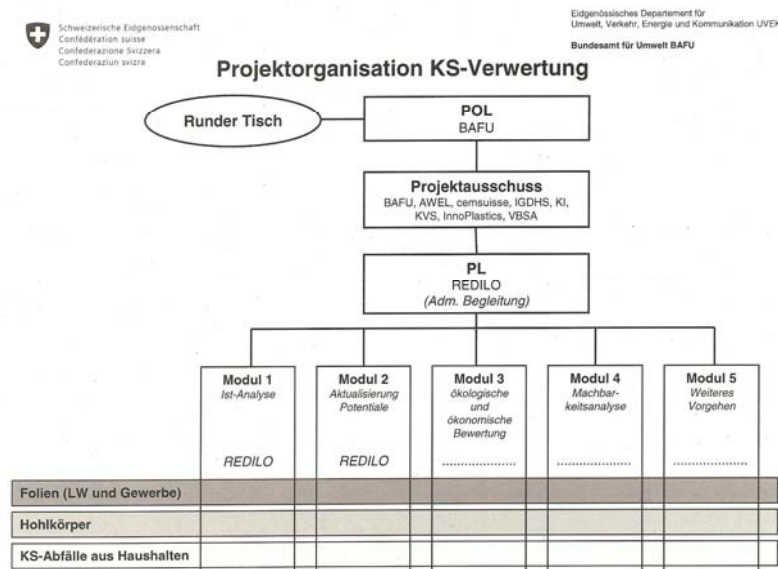 Schweizerische Eidgenossenschaft
Confédération suisse
Confederazione Svizzera
Confederaziun svizra
Eidgenössisches Departement für
Umwelt, Verkehr, Energie und Kommunikation UVEK
Bundesamt für Umwelt BAFU
Projektorganisation KS-Verwertung
Runder Tisch
POL
BAFU
Projektausschuss
BAFU, AWEL, cemsuisse, IGDHS, KI,
KVS, InnoPlastics, VBSA
PL
REDILO
(Adm. Begleitung)
Modul 1
Ist-Analyse
REDILO
Modul 2
Aktualisierung
Potentiale
REDILO
Modul 3
ökologische
und
ökonomische
Bewertung
.....................
Modul 4
Machbar-
keitsanalyse
.....................
Modul 5
Weiteres
Vorgehen
.....................
Folien (LW und Gewerbe)
Hohlkörper
KS-Abfälle aus Haushalten